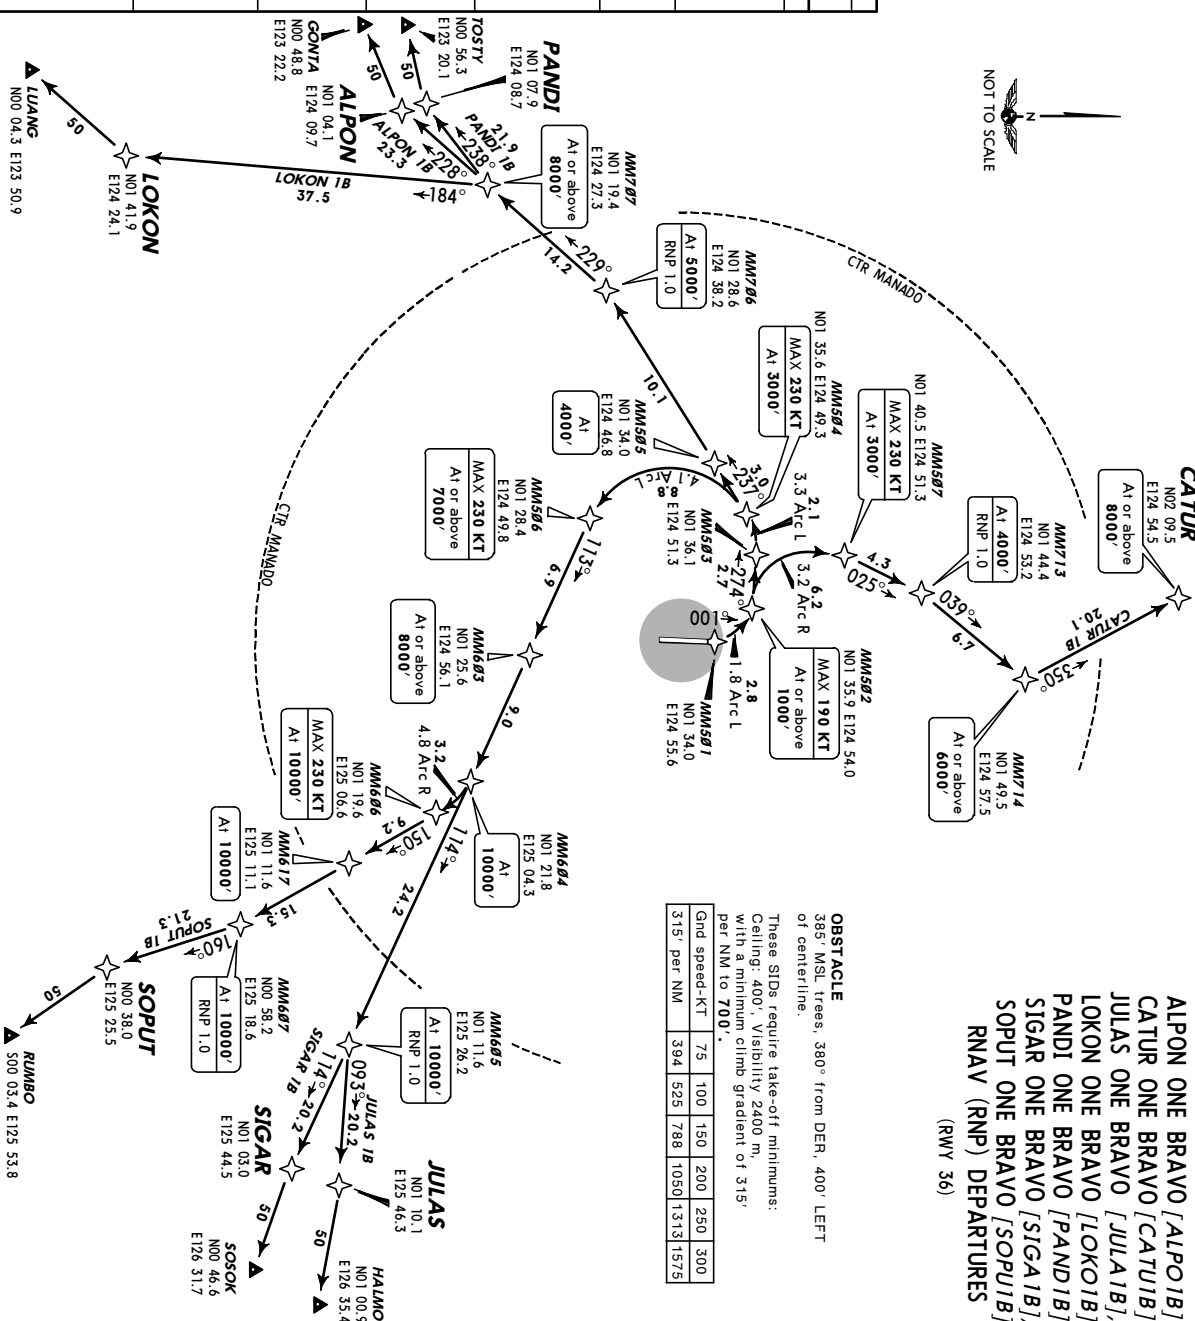 ALPON ONE BRAVO [ALPO1B]
CATUR ONE BRAVO [CATU1B]
JULAS ONE BRAVO [JULA1B],
LOKON ONE BRAVO [LOKO1B]
PANDI ONE BRAVO [PAND1B]
SIGAR ONE BRAVO [SIGA1B],
SOPUT ONE BRAVO [SOPU1B]
RNAV (RNP) DEPARTURES
(RWY 36)
NOT TO SCALE
N
CTR MANADO
CATUR
N02 09.5
E124 54.5
At or above
8000'
CATUR 1B
20.1
350°
MM714
N01 49.5
E124 57.5
At or above
6000'
6.7
039°
MM713
N01 44.4
E124 53.2
At 4000'
RNP 1.0
4.3
025°
MM507
N01 40.5 E124 51.3
MAX 230 KT
At 3000'
6.2
3.2 Arc R
MM502
N01 35.9 E124 54.0
MAX 190 KT
At or above
1000'
2.8
1.8 Arc L
001°
MM501
N01 34.0
E124 55.6
274°
2.7
MM503
N01 36.1
E124 51.3
2.1
3.3 Arc L
MM504
N01 35.6 E124 49.3
MAX 230 KT
At 3000'
3.0
237°
MM505
N01 34.0
E124 46.8
At
4000'
10.1
MM706
N01 28.6
E124 38.2
At 5000'
RNP 1.0
229°
14.2
MM707
N01 19.4
E124 27.3
At or above
8000'
238°
PANDI 1B
21.9
PANDI
N01 07.9
E124 08.7
50
TOSTY
N00 56.3
E123 20.1
228°
ALPON 1B
23.3
ALPON
N01 04.1
E124 09.7
50
GONTA
N00 48.8
E123 22.2
184°
LOKON 1B
37.5
LOKON
N01 41.9
E124 24.1
50
LUANG
N00 04.3 E123 50.9
4.1 Arc L
8.8
MM506
N01 28.4
E124 49.8
MAX 230 KT
At or above
7000'
113°
6.9
MM603
N01 25.6
E124 56.1
At or above
8000'
9.0
MM604
N01 21.8
E125 04.3
At
10000'
3.2
4.8 Arc R
MM606
N01 19.6
E125 06.6
MAX 230 KT
At 10000'
150°
9.2
MM617
N01 11.6
E125 11.1
At 10000'
15.3
MM607
N00 58.2
E125 18.6
At 10000'
RNP 1.0
160°
SOPUT 1B
21.3
SOPUT
N00 38.0
E125 25.5
50
RUMBO
S00 03.4 E125 53.8
114°
24.2
MM605
N01 11.6
E125 26.2
At 10000'
RNP 1.0
093°
JULAS 1B
20.2
JULAS
N01 10.1
E125 46.3
50
HALMO
N01 00.9
E126 35.4
114°
SIGAR 1B
20.2
SIGAR
N01 03.0
E125 44.5
50
SOSOK
N00 46.6
E126 31.7
CTR MANADO
OBSTACLE
385' MSL trees, 380° from DER, 400' LEFT
of centerline.
These SIDs require take-off minimums:
Ceiling: 400', Visibility 2400 m,
with a minimum climb gradient of 315'
per NM to 700'.
Gnd speed-KT 75 100 150 200 250 300
315' per NM 394 525 788 1050 1313 1575